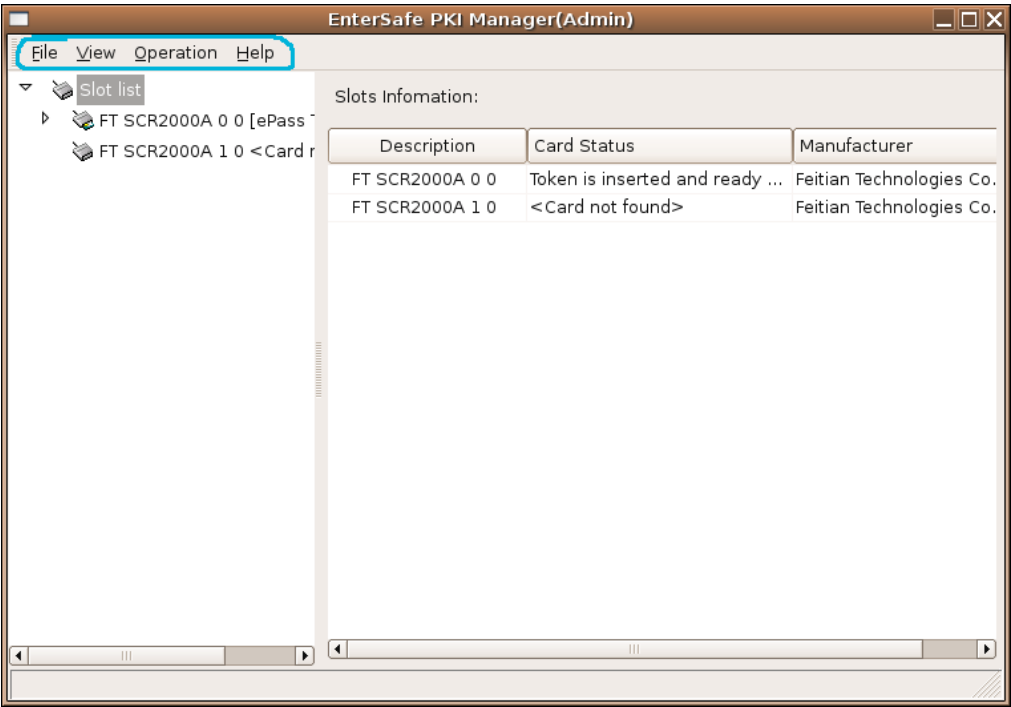 EnterSafe PKI Manager(Admin)
File View Operation Help
Slot list
FT SCR2000A 0 0 [ePass
FT SCR2000A 1 0 <Card
Slots Infomation:
Description Card Status Manufacturer
FT SCR2000A 0 0 Token is inserted and ready ... Feitian Technologies Co.
FT SCR2000A 1 0 <Card not found> Feitian Technologies Co.